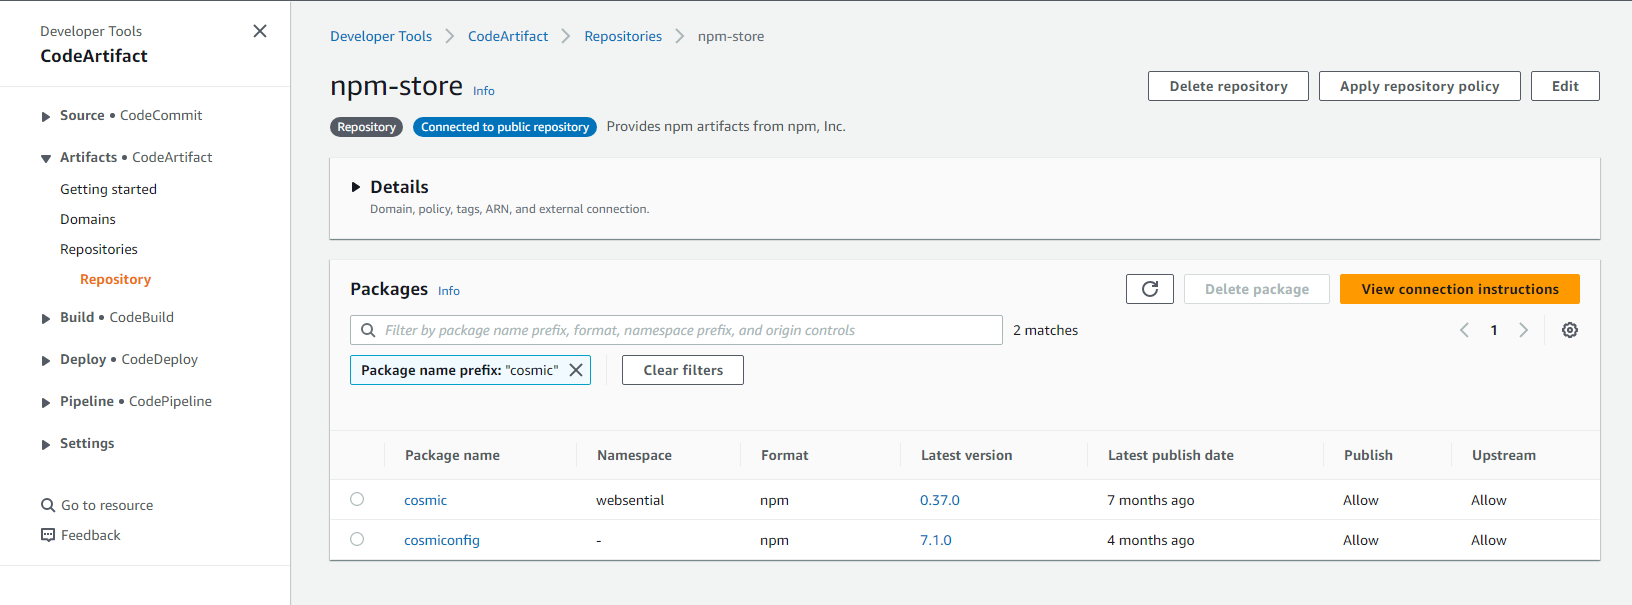 Developer Tools
CodeArtifact
Source • CodeCommit
Artifacts • CodeArtifact
Getting started
Domains
Repositories
Repository
Build • CodeBuild
Deploy • CodeDeploy
Pipeline • CodePipeline
Settings
Go to resource
Feedback
Developer Tools > CodeArtifact > Repositories > npm-store
npm-store Info
Delete repository Apply repository policy Edit
Repository Connected to public repository Provides npm artifacts from npm, Inc.
Details
Domain, policy, tags, ARN, and external connection.
Packages Info
Delete package View connection instructions
Filter by package name prefix, format, namespace prefix, and origin controls 2 matches 1
Package name prefix: "cosmic" Clear filters
Package name Namespace Format Latest version Latest publish date Publish Upstream
cosmic websential npm 0.37.0 7 months ago Allow Allow
cosmiconfig - npm 7.1.0 4 months ago Allow Allow